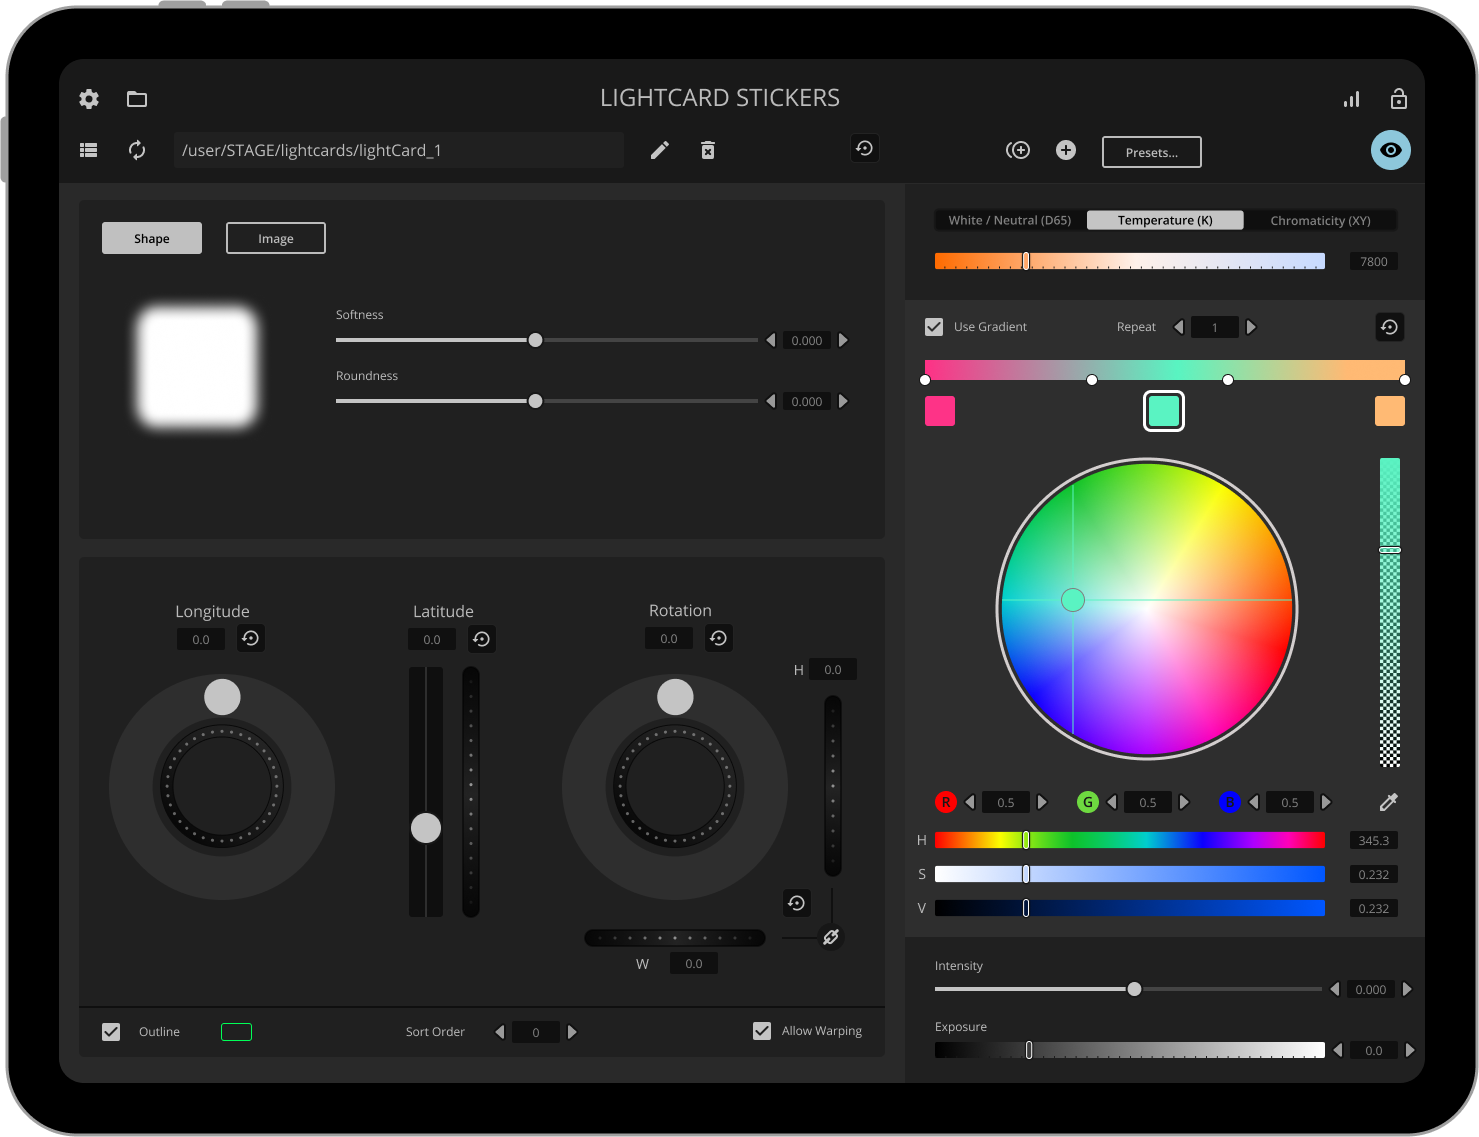 LIGHTCARD STICKERS
/user/STAGE/lightcards/lightCard_1
Presets...
Shape
Image
Softness
0.000
Roundness
0.000
Longitude
0.0
Latitude
0.0
Rotation
0.0
H 0.0
W 0.0
Outline
Sort Order
0
Allow Warping
White / Neutral (D65)
Temperature (K)
Chromaticity (XY)
7800
Use Gradient
Repeat
1
R 0.5
G 0.5
B 0.5
H 345.3
S 0.232
V 0.232
Intensity
0.000
Exposure
0.0